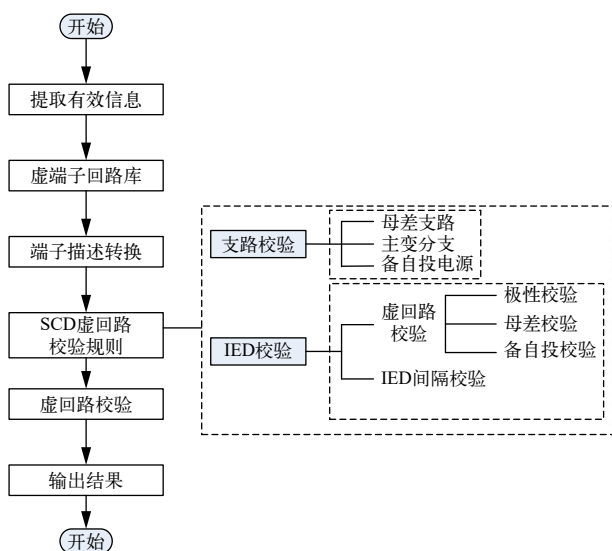 开始
提取有效信息
虚端子回路库
端子描述转换
SCD虚回路
校验规则
虚回路校验
输出结果
开始
支路校验
母差支路
主变分支
备自投电源
IED校验
虚回路
校验
极性校验
母差校验
备自投校验
IED间隔校验